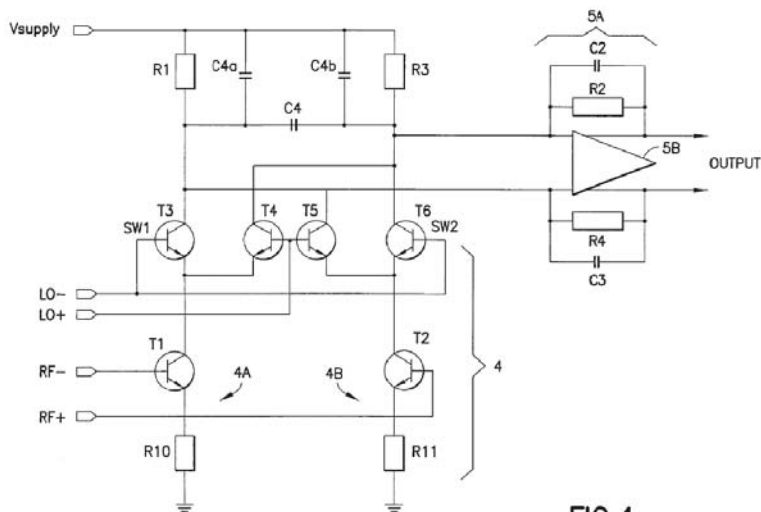 5A
Vsupply
C2
R1
C4a
C4b
R3
R2
C4
5B
OUTPUT
T3
T4
T5
T6
SW1
SW2
R4
C3
LO-
LO+
T1
T2
4
RF-
4A
4B
RF+
R10
R11